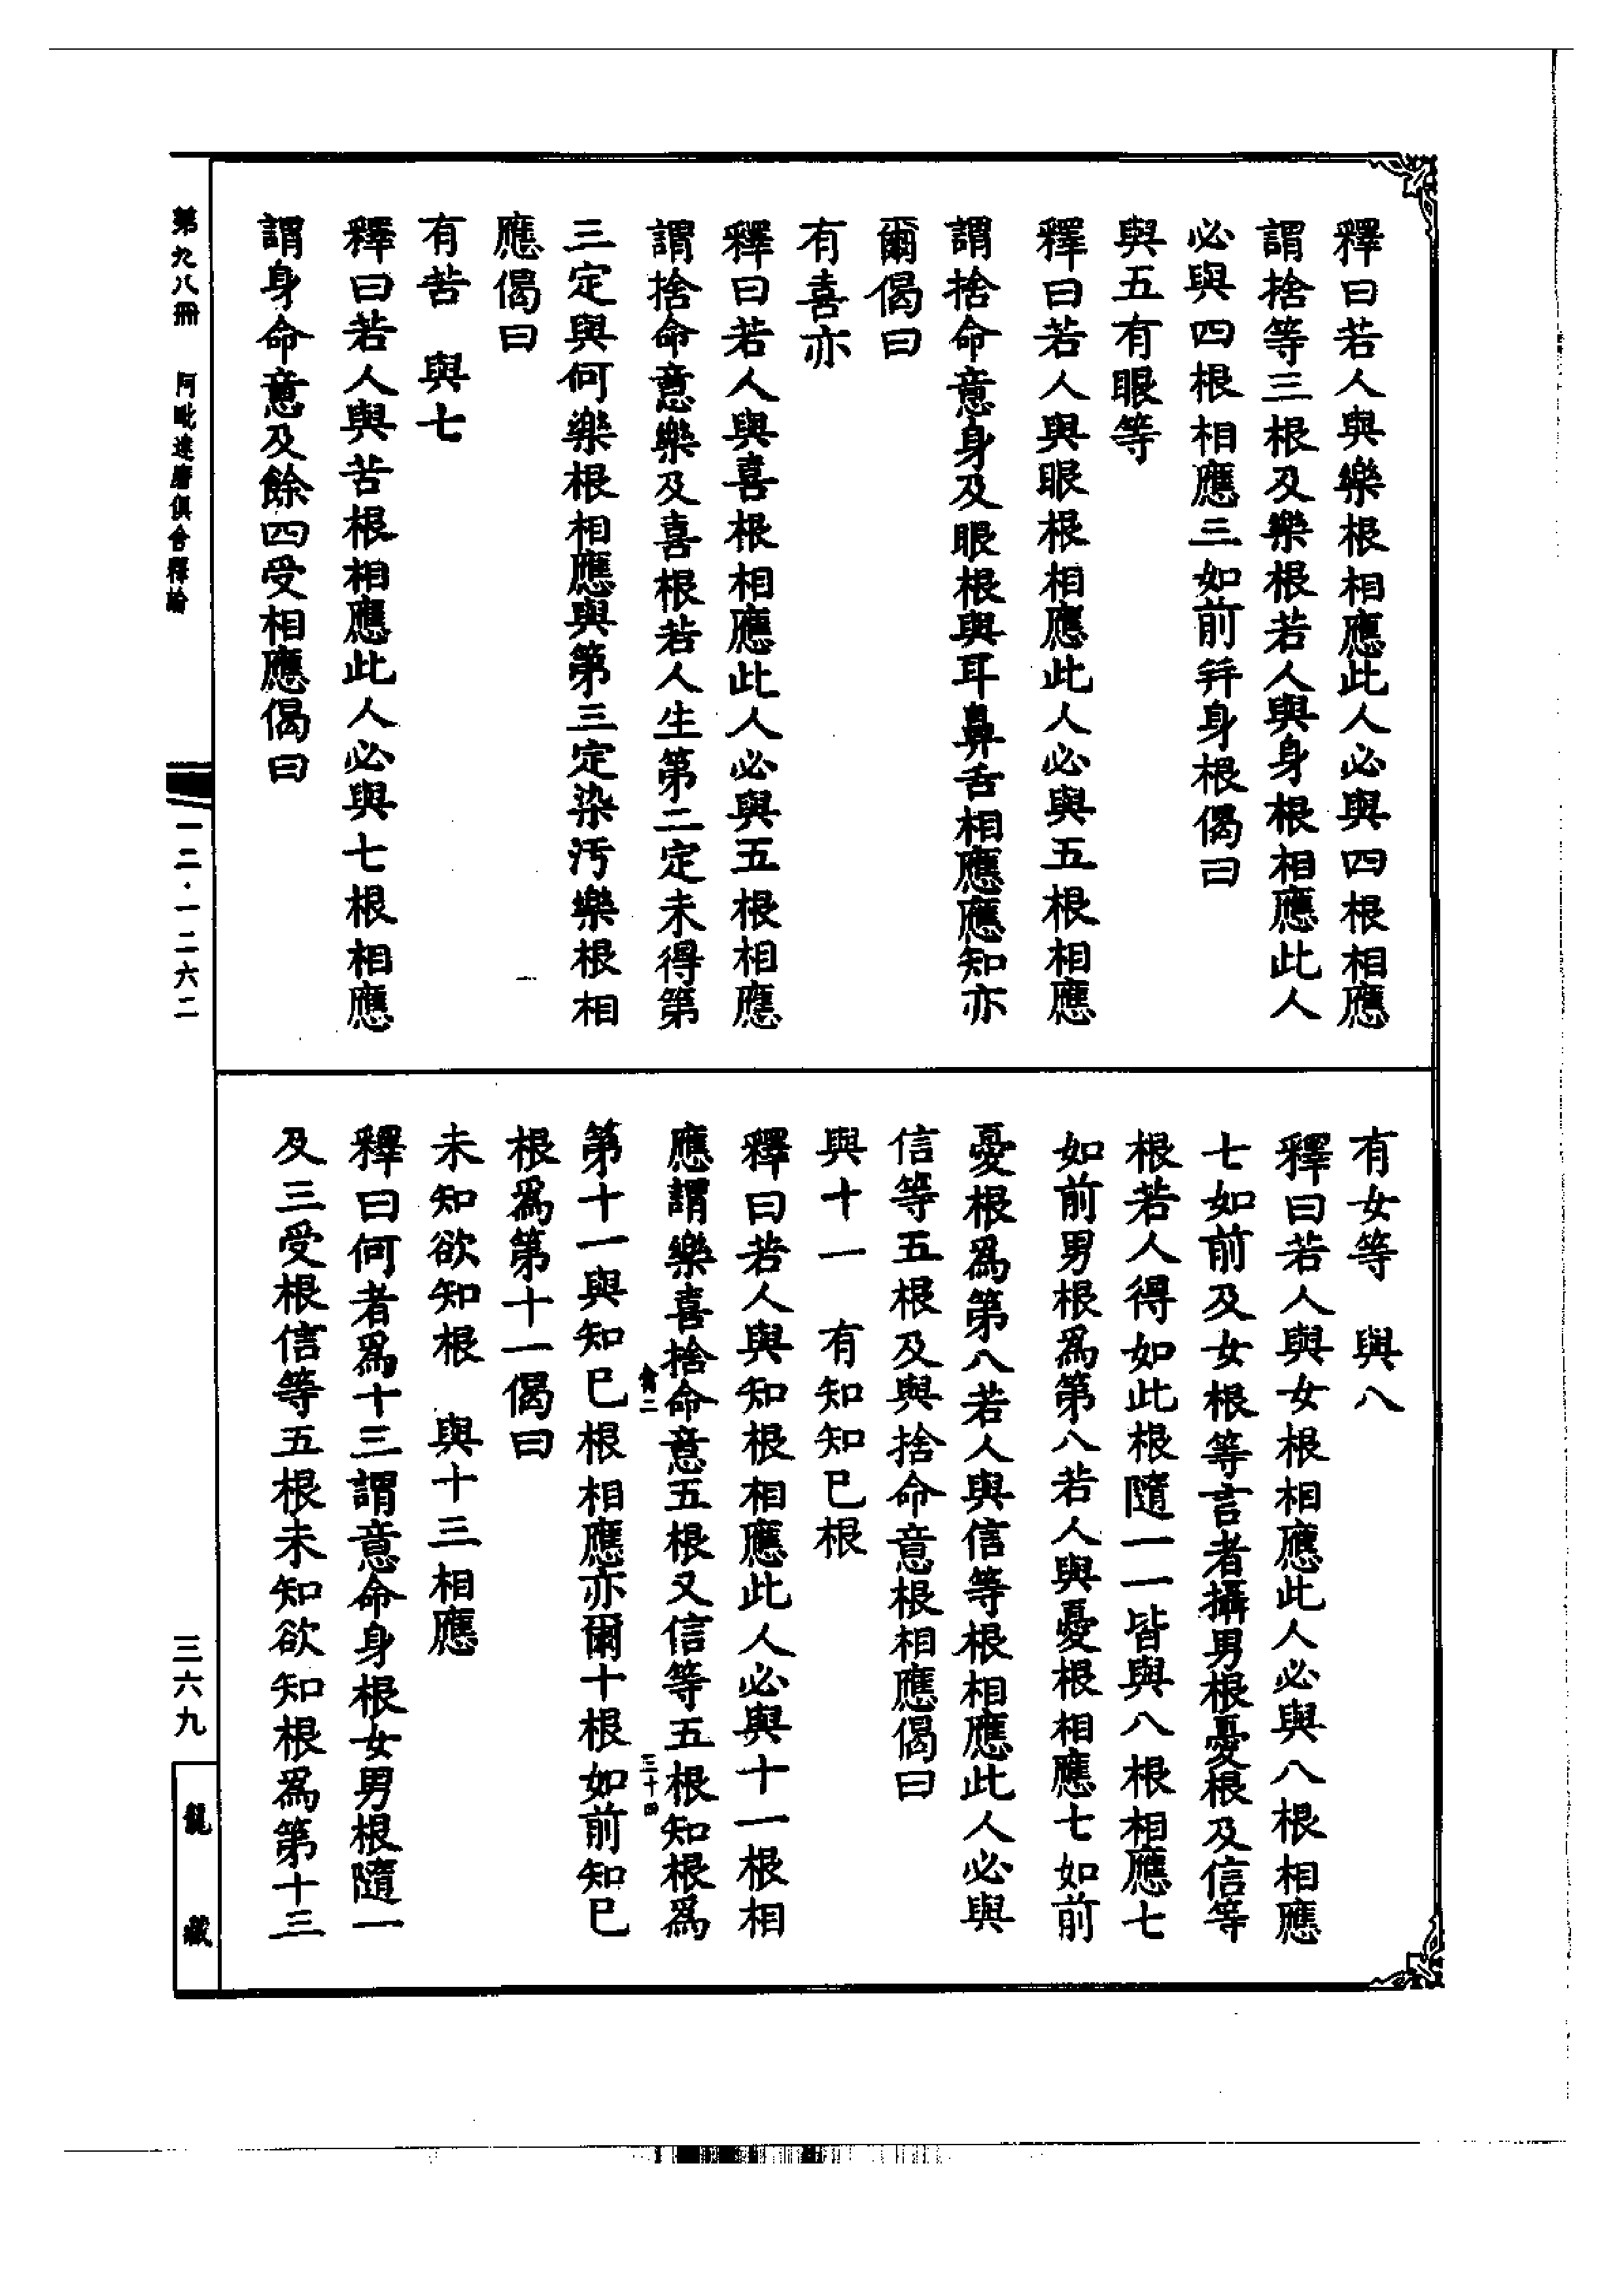 釋曰若人與樂根相應此人必與四根相應
謂捨等三根及樂根若人與身根相應此人
必與四根相應三如前并身根偈曰
與五有眼等
釋曰若人與眼根相應此人必與五根相應
謂捨命意身及眼根與耳鼻舌相應應知亦
爾偈曰
有喜亦
釋曰若人與喜根相應此人必與五根相應
謂捨命意樂及喜根若人生第二定未得第
三定與何樂根相應與第三定染汚樂根相
應偈曰
有苦　與七
釋曰若人與苦根相應此人必與七根相應
謂身命意及餘四受相應偈曰
有女等　與八
釋曰若人與女根相應此人必與八根相應
七如前及女根等言者攝男根憂根及信等
根若人得如此根隨一一皆與八根相應七
如前男根爲第八若人與憂根相應七如前
憂根爲第八若人與信等根相應此人必與
信等五根及與捨命意根相應偈曰
與十一　有知知已根
釋曰若人與知根相應此人必與十一根相
應謂樂喜捨命意五根又信等五根知根爲
三十四
第十一與知已根相應亦爾十根如前知已
根爲第十一偈曰
未知欲知根　與十三相應
釋曰何者爲十三謂意命身根女男根隨一
及三受根信等五根未知欲知根爲第十三
第九八冊　阿毗達磨俱舍釋論
一二·一二六二
三六九
龍藏